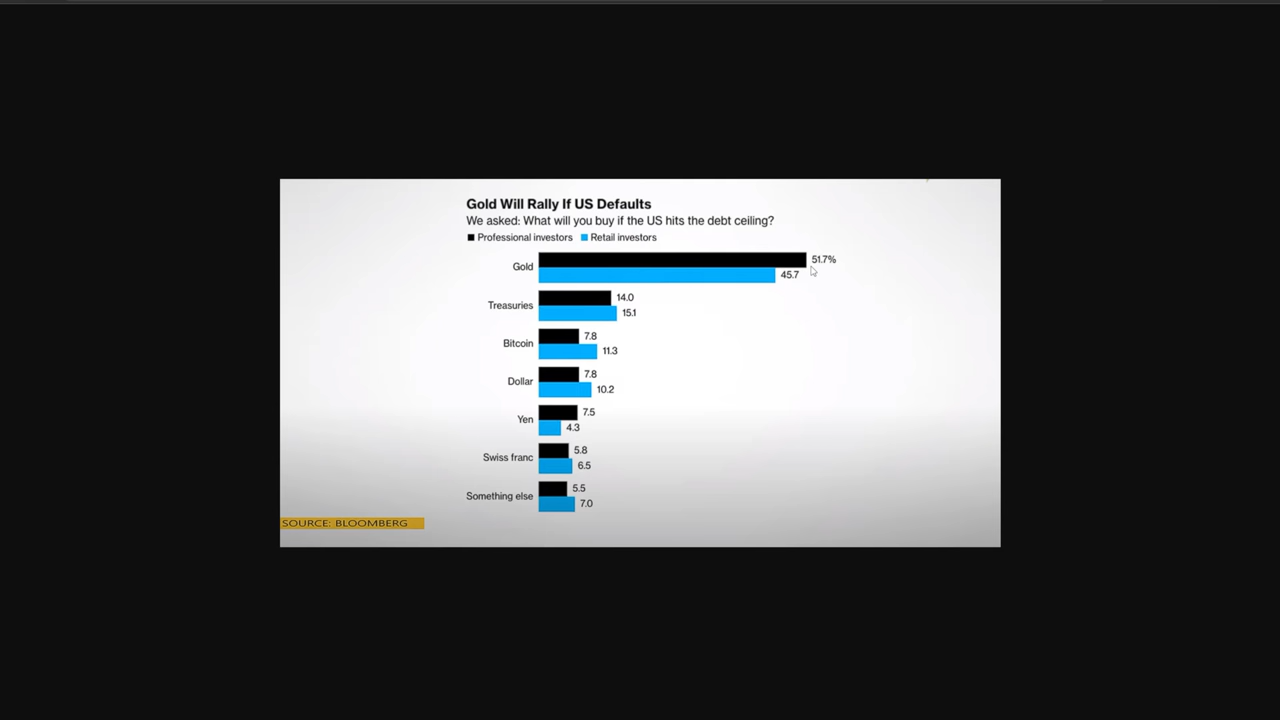 Gold Will Rally If US Defaults
We asked: What will you buy if the US hits the debt ceiling?
Professional investors Retail investors
Gold 51.7%
45.7
Treasuries 14.0
15.1
Bitcoin 7.8
11.3
Dollar 7.8
10.2
Yen 7.5
4.3
Swiss franc 5.8
6.5
Something else 5.5
7.0
SOURCE: BLOOMBERG